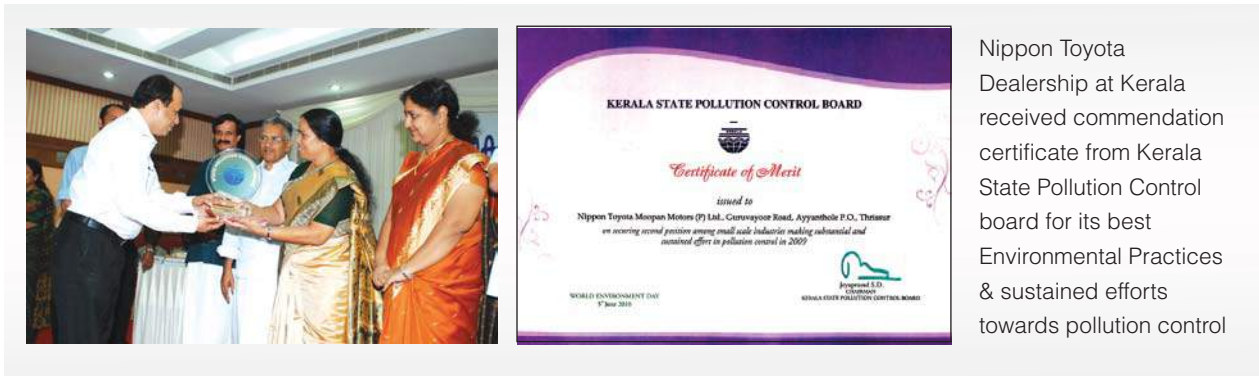 KERALA STATE POLLUTION CONTROL BOARD
Certificate of Merit
issued to
Nippon Toyota Moopan Motors (P) Ltd., Guruvayoor Road, Ayyanthole P.O., Thrissur
on securing second position among small scale industries making substantial and
sustained effort in pollution control in 2009
Jeyaprasad S.D.
CHAIRMAN
KERALA STATE POLLUTION CONTROL BOARD
WORLD ENVIRONMENT DAY
5th June 2010
Nippon Toyota
Dealership at Kerala
received commendation
certificate from Kerala
State Pollution Control
board for its best
Environmental Practices
& sustained efforts
towards pollution control